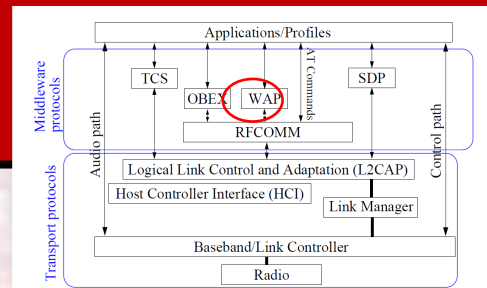 Applications/Profiles
Middleware
protocols
TCS
OBEX
WAP
AT Commands
SDP
RFCOMM
Audio path
Control path
Transport protocols
Logical Link Control and Adaptation (L2CAP)
Host Controller Interface (HCI)
Link Manager
Baseband/Link Controller
Radio